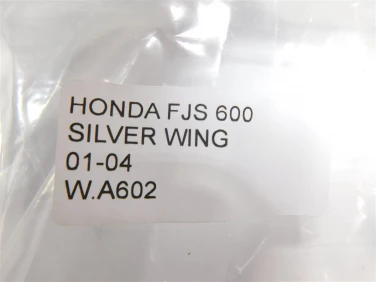 HONDA FJS 600
SILVER WING
01-04
W.A602